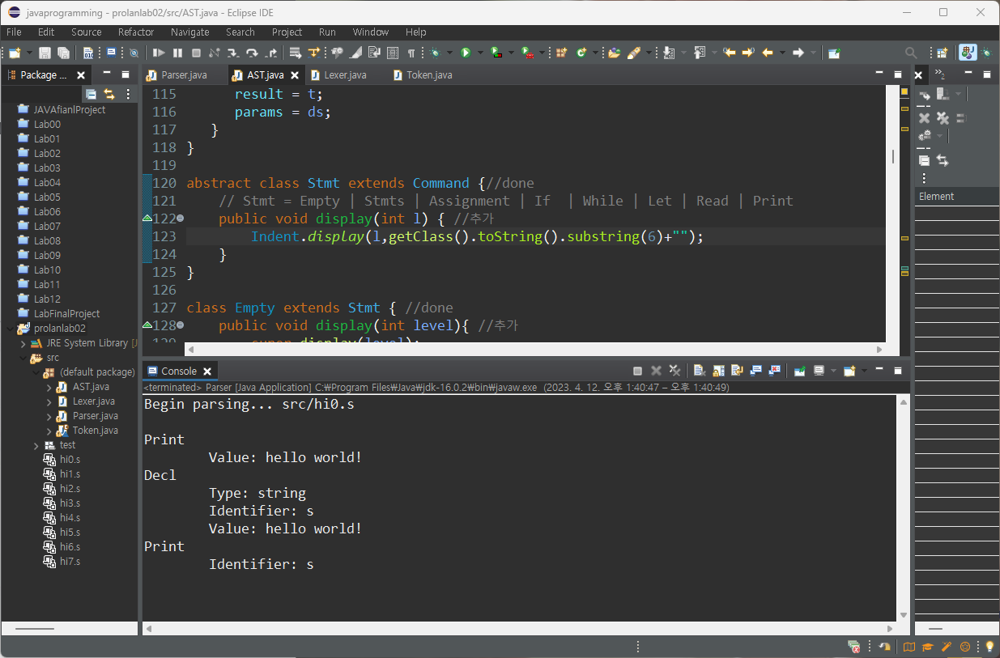 javaprogramming - prolanlab02/src/AST.java - Eclipse IDE
File Edit Source Refactor Navigate Search Project Run Window Help
Package ...
Parser.java AST.java Lexer.java Token.java
JAVAfianlProject
Lab00
Lab01
Lab02
Lab03
Lab04
Lab05
Lab06
Lab07
Lab08
Lab09
Lab10
Lab11
Lab12
LabFinalProject
prolanlab02
JRE System Library [J
src
(default package)
AST.java
Lexer.java
Parser.java
Token.java
test
hi0.s
hi1.s
hi2.s
hi3.s
hi4.s
hi5.s
hi6.s
hi7.s
115 result = t;
116 params = ds;
117 }
118 }
119
120 abstract class Stmt extends Command {//done
121 // Stmt = Empty | Stmts | Assignment | If | While | Let | Read | Print
122 public void display(int l) { //추가
123 Indent.display(l,getClass().toString().substring(6)+"");
124 }
125 }
126
127 class Empty extends Stmt { //done
128 public void display(int level){ //추가
129 super.display(level);
Element
Console
<terminated> Parser [Java Application] C:₩Program Files₩Java₩jdk-16.0.2₩bin₩javaw.exe (2023. 4. 12. 오후 1:40:47 – 오후 1:40:49)
Begin parsing... src/hi0.s
Print
Value: hello world!
Decl
Type: string
Identifier: s
Value: hello world!
Print
Identifier: s